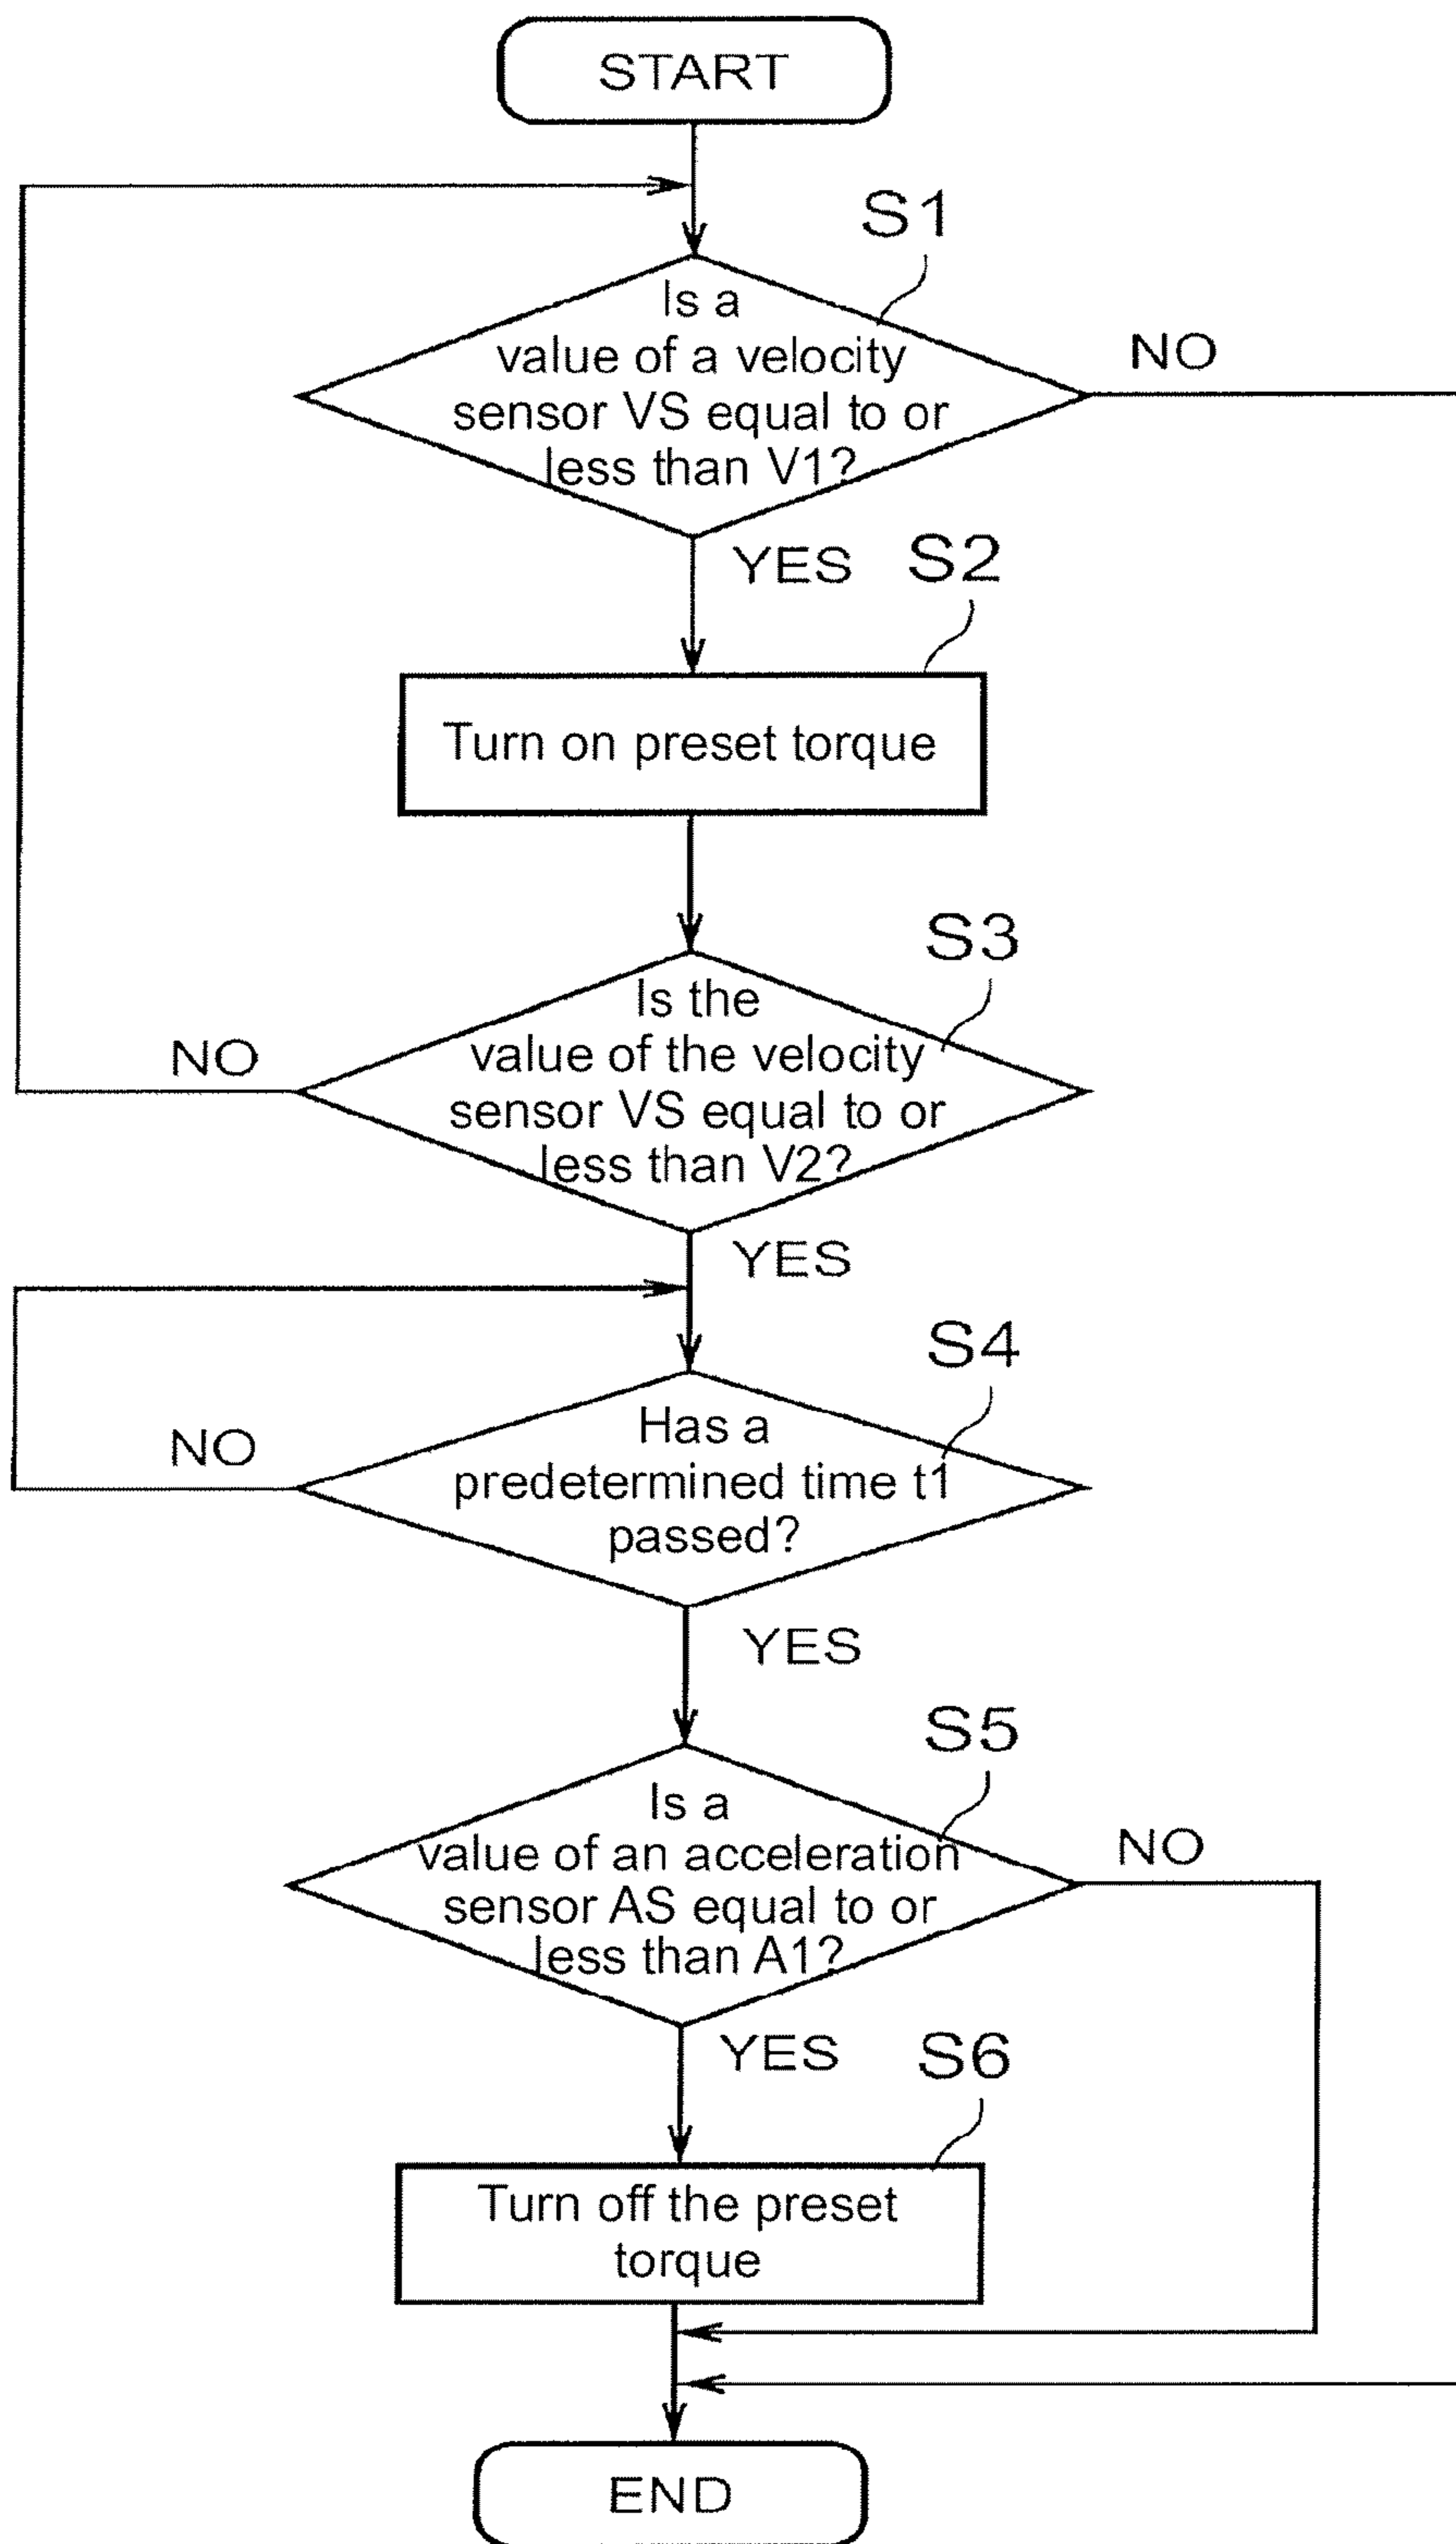 START
S1
Is a
value of a velocity
sensor VS equal to or
less than V1?
NO
YES
S2
Turn on preset torque
S3
Is the
value of the velocity
sensor VS equal to or
less than V2?
NO
YES
S4
Has a
predetermined time t1
passed?
NO
YES
S5
Is a
value of an acceleration
sensor AS equal to or
less than A1?
NO
YES
S6
Turn off the preset
torque
END